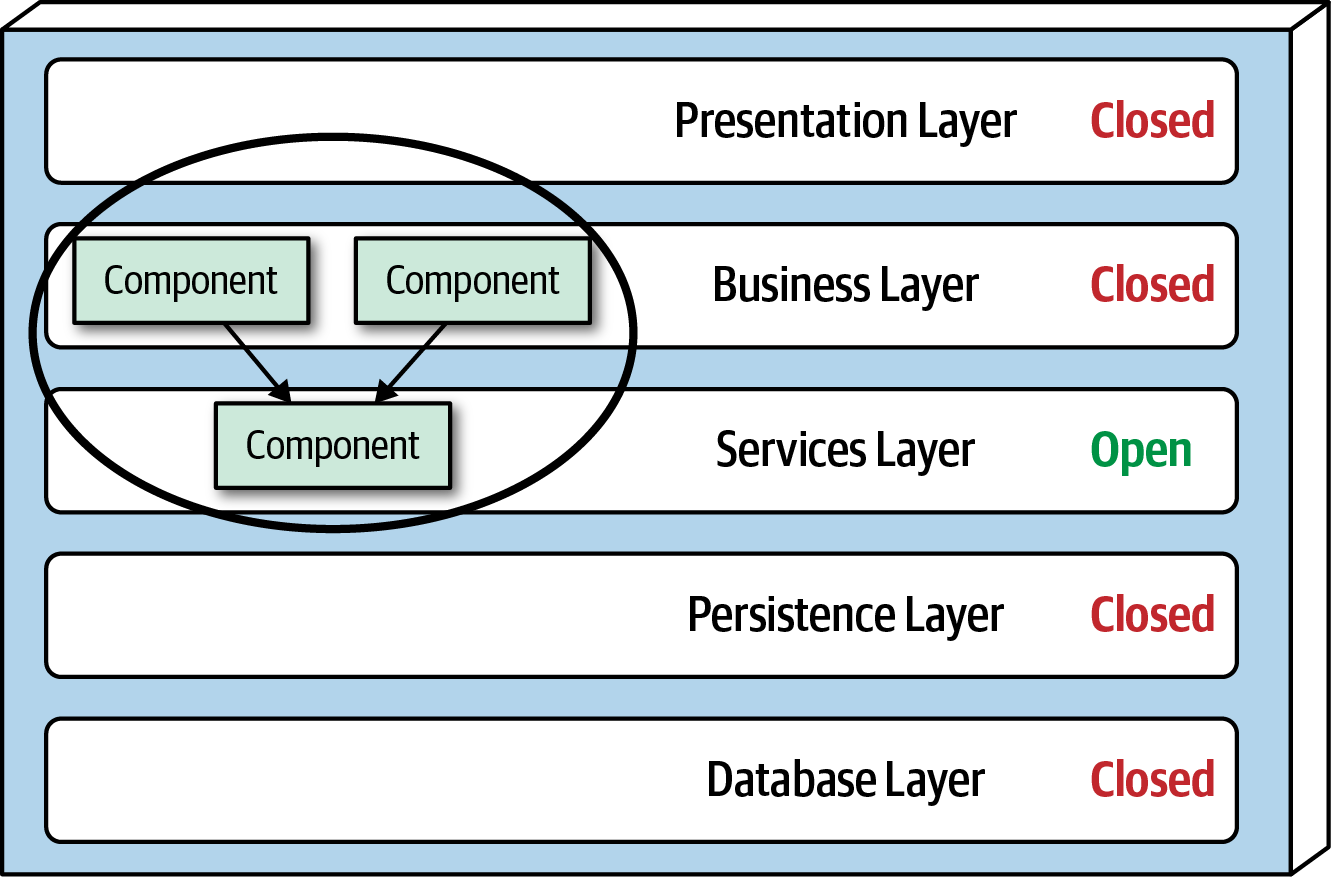 Presentation Layer Closed
Component Component Business Layer Closed
Component Services Layer Open
Persistence Layer Closed
Database Layer Closed